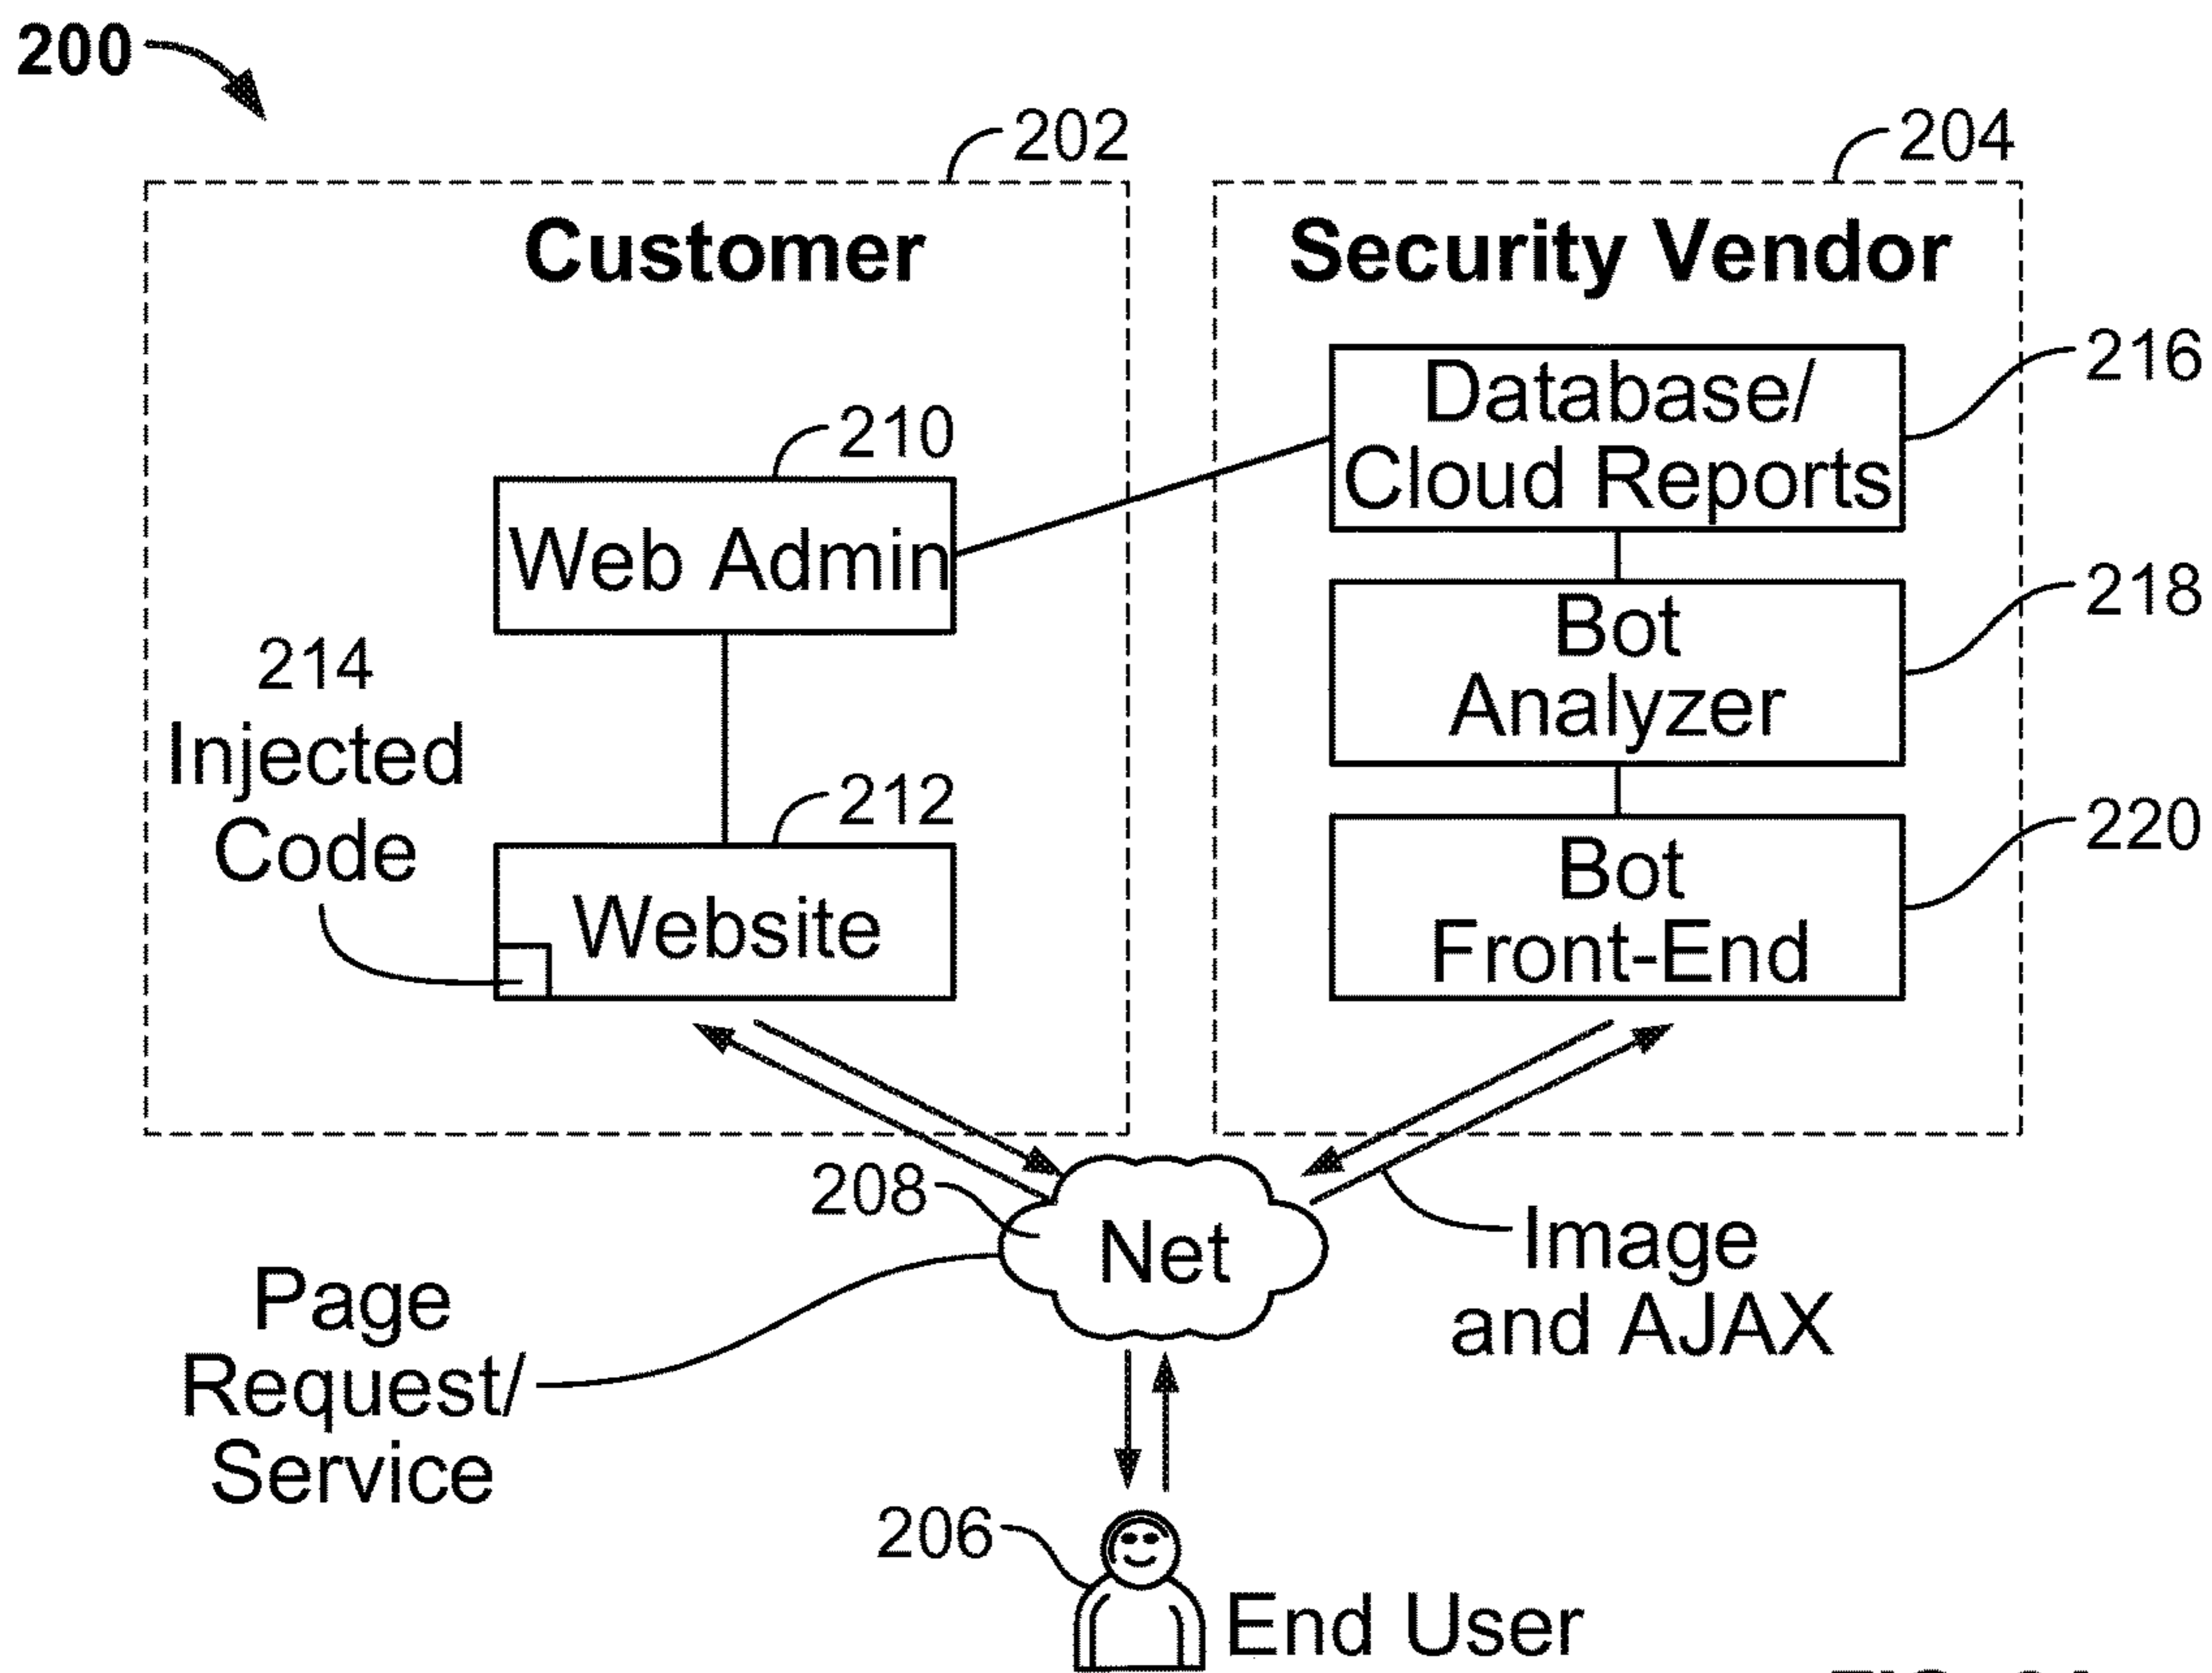 200
202
204
Customer
Security Vendor
216
Database/
Cloud Reports
210
Web Admin
218
Bot
Analyzer
214
Injected
Code
212
Website
220
Bot
Front-End
208
Net
Image
and AJAX
Page
Request/
Service
206
End User